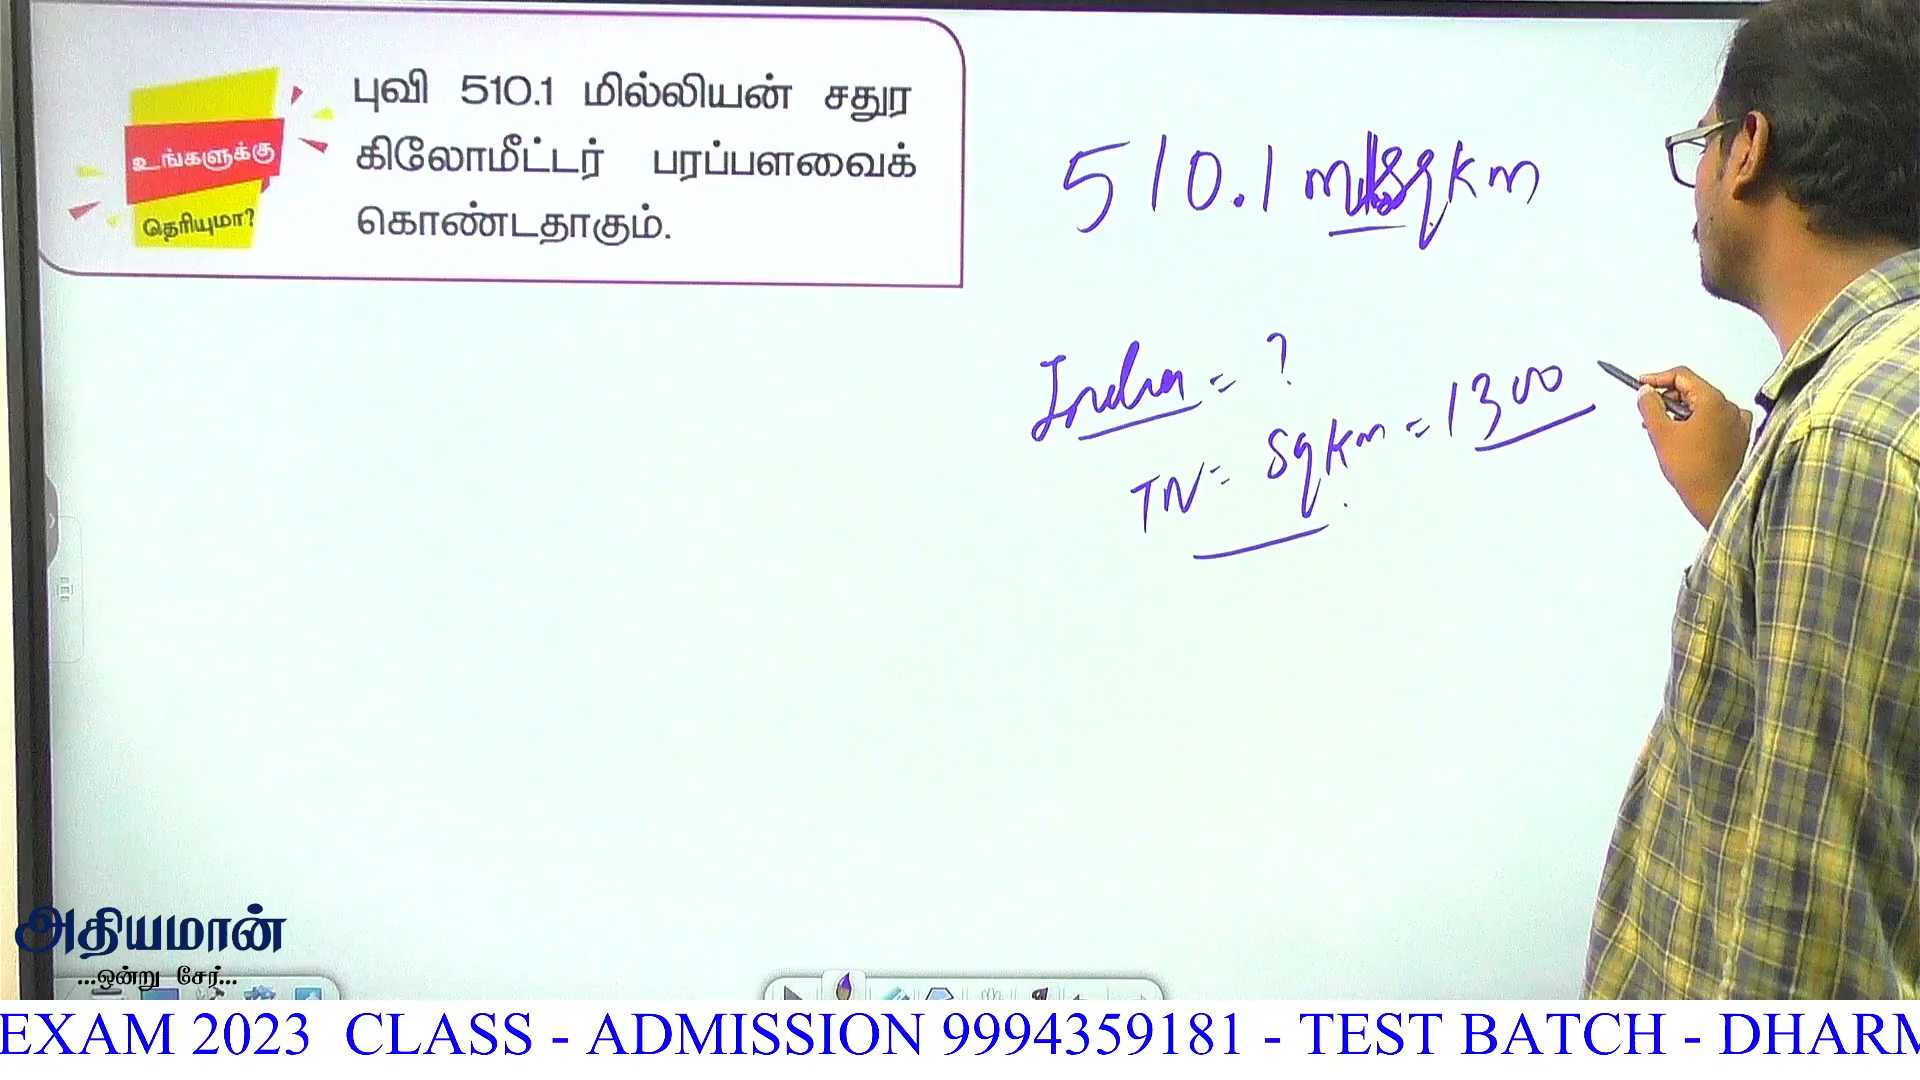 புவி 510.1 மில்லியன் சதுர
கிலோமீட்டர் பரப்பளவைக்
கொண்டதாகும்.
உங்களுக்கு
தெரியுமா?
510.1 sqkm
India = ?
TN = sqkm = 1300
அதியமான்
...ஒன்று சேர்...
EXAM 2023 CLASS - ADMISSION 9994359181 - TEST BATCH - DHARM